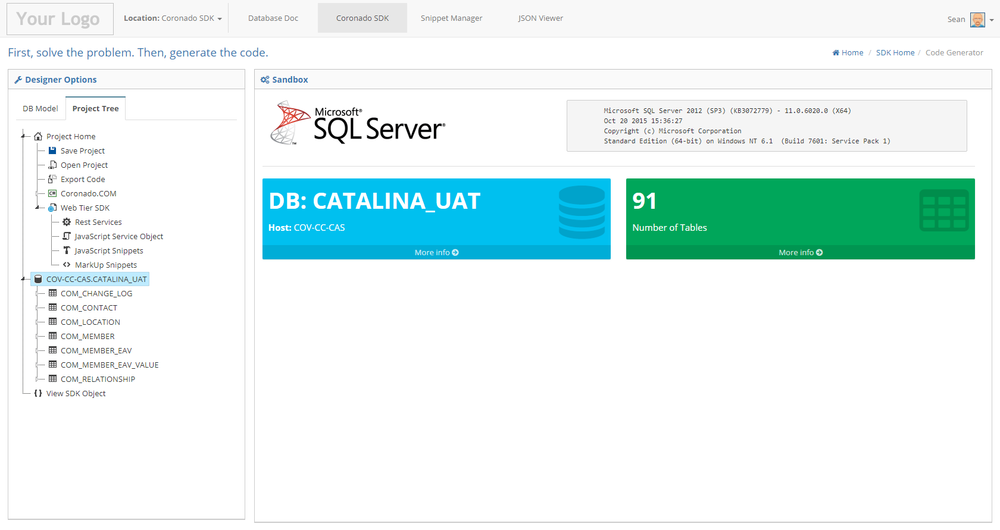 Your Logo
Location: Coronado SDK
Database Doc
Coronado SDK
Snippet Manager
JSON Viewer
Sean
First, solve the problem. Then, generate the code.
Home / SDK Home / Code Generator
Designer Options
DB Model
Project Tree
Project Home
Save Project
Open Project
Export Code
C# Coronado.COM
Web Tier SDK
Rest Services
JavaScript Service Object
JavaScript Snippets
MarkUp Snippets
COV-CC-CAS.CATALINA_UAT
COM_CHANGE_LOG
COM_CONTACT
COM_LOCATION
COM_MEMBER
COM_MEMBER_EAV
COM_MEMBER_EAV_VALUE
COM_RELATIONSHIP
View SDK Object
Sandbox
Microsoft®
SQL Server®
™
Microsoft SQL Server 2012 (SP3) (KB3072779) - 11.0.6020.0 (X64)
Oct 20 2015 15:36:27
Copyright (c) Microsoft Corporation
Standard Edition (64-bit) on Windows NT 6.1 (Build 7601: Service Pack 1)
DB: CATALINA_UAT
Host: COV-CC-CAS
More info
91
Number of Tables
More info